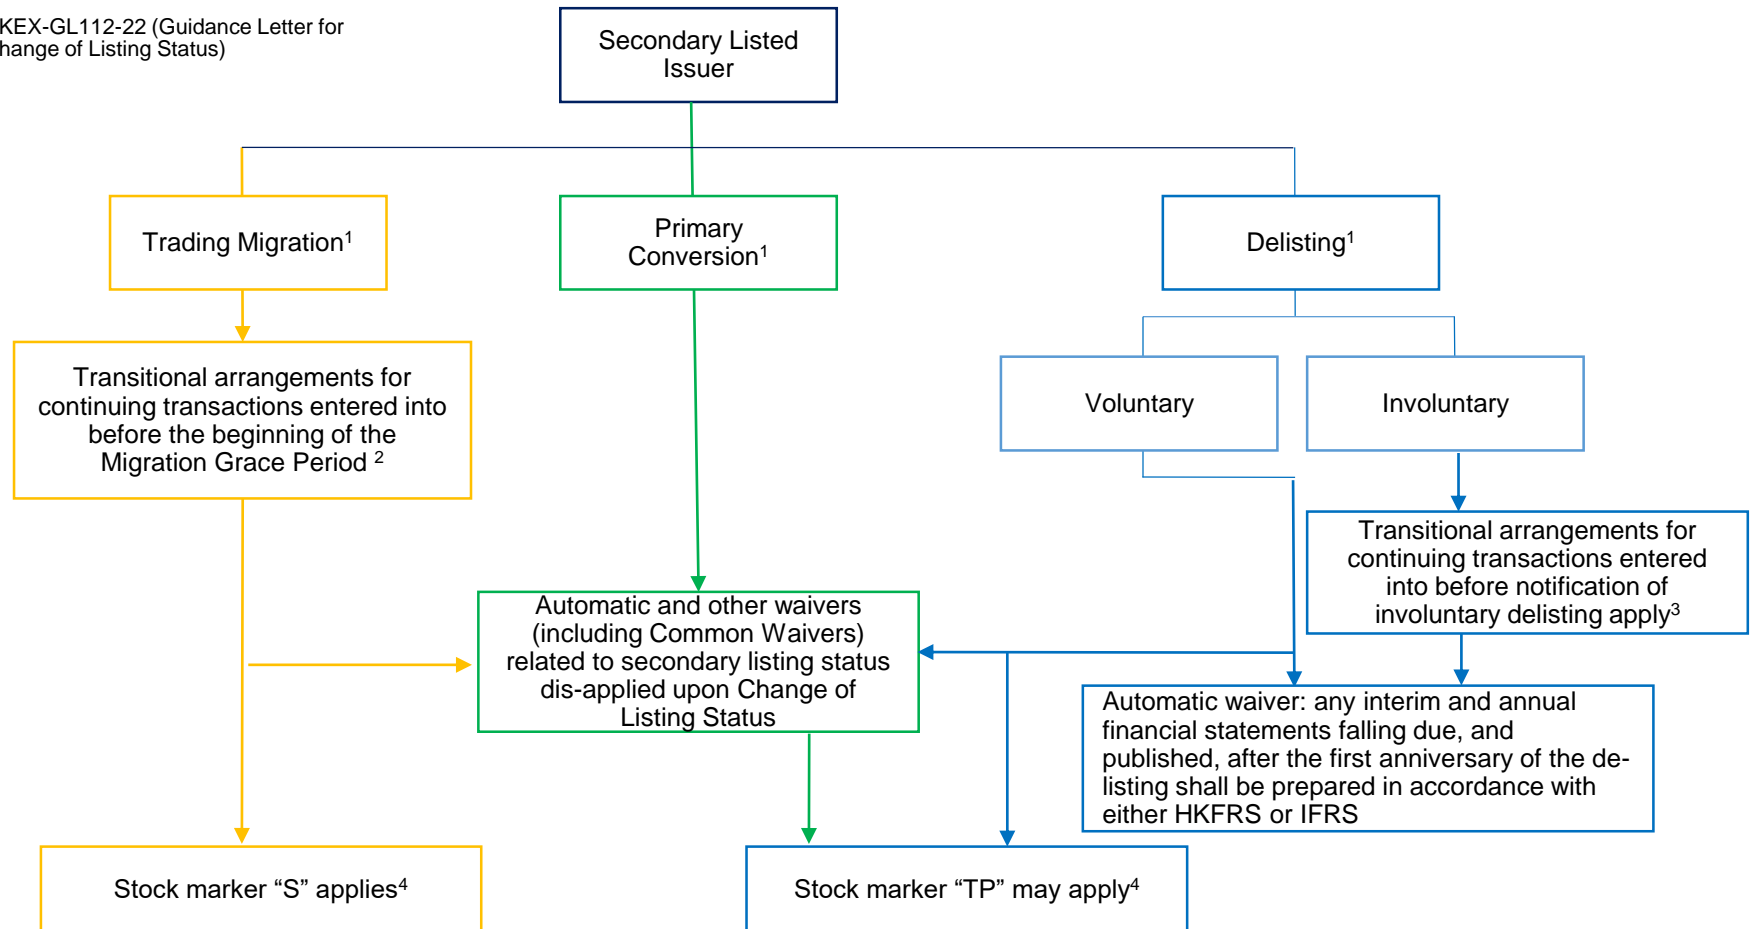 KEX-GL112-22 (Guidance Letter for
hange of Listing Status)
Secondary Listed
Issuer
Trading Migration1
Primary
Conversion1
Delisting1
Transitional arrangements for
continuing transactions entered into
before the beginning of the
Migration Grace Period 2
Voluntary
Involuntary
Transitional arrangements for
continuing transactions entered
into before notification of
involuntary delisting apply3
Automatic and other waivers
(including Common Waivers)
related to secondary listing status
dis-applied upon Change of
Listing Status
Automatic waiver: any interim and annual
financial statements falling due, and
published, after the first anniversary of the de-
listing shall be prepared in accordance with
either HKFRS or IFRS
Stock marker “S” applies4
Stock marker “TP” may apply4